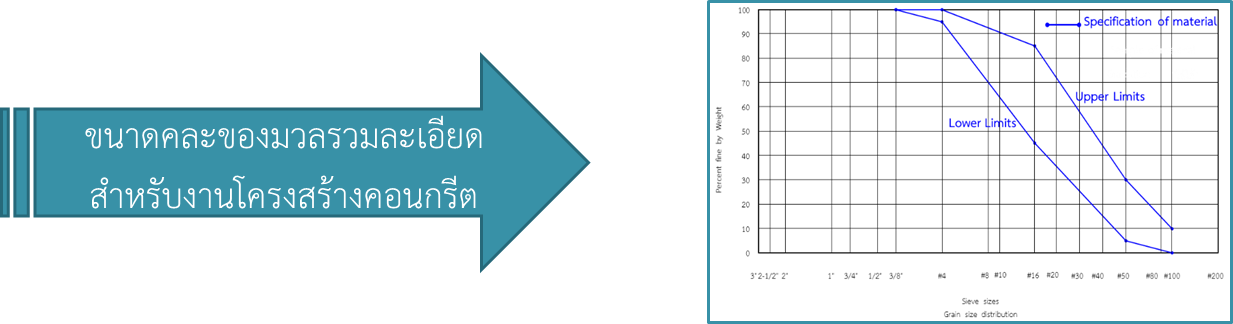 ขนาดคละของมวลรวมละเอียด
สำหรับงานโครงสร้างคอนกรีต
Specification of material
Upper Limits
Lower Limits
Percent fine by Weight
100
90
80
70
60
50
40
30
20
10
0
3" 2-1/2" 2" 1" 3/4" 1/2" 3/8" #4 #8 #10 #16 #20 #30 #40 #50 #80 #100 #200
Sieve sizes
Grain size distribution